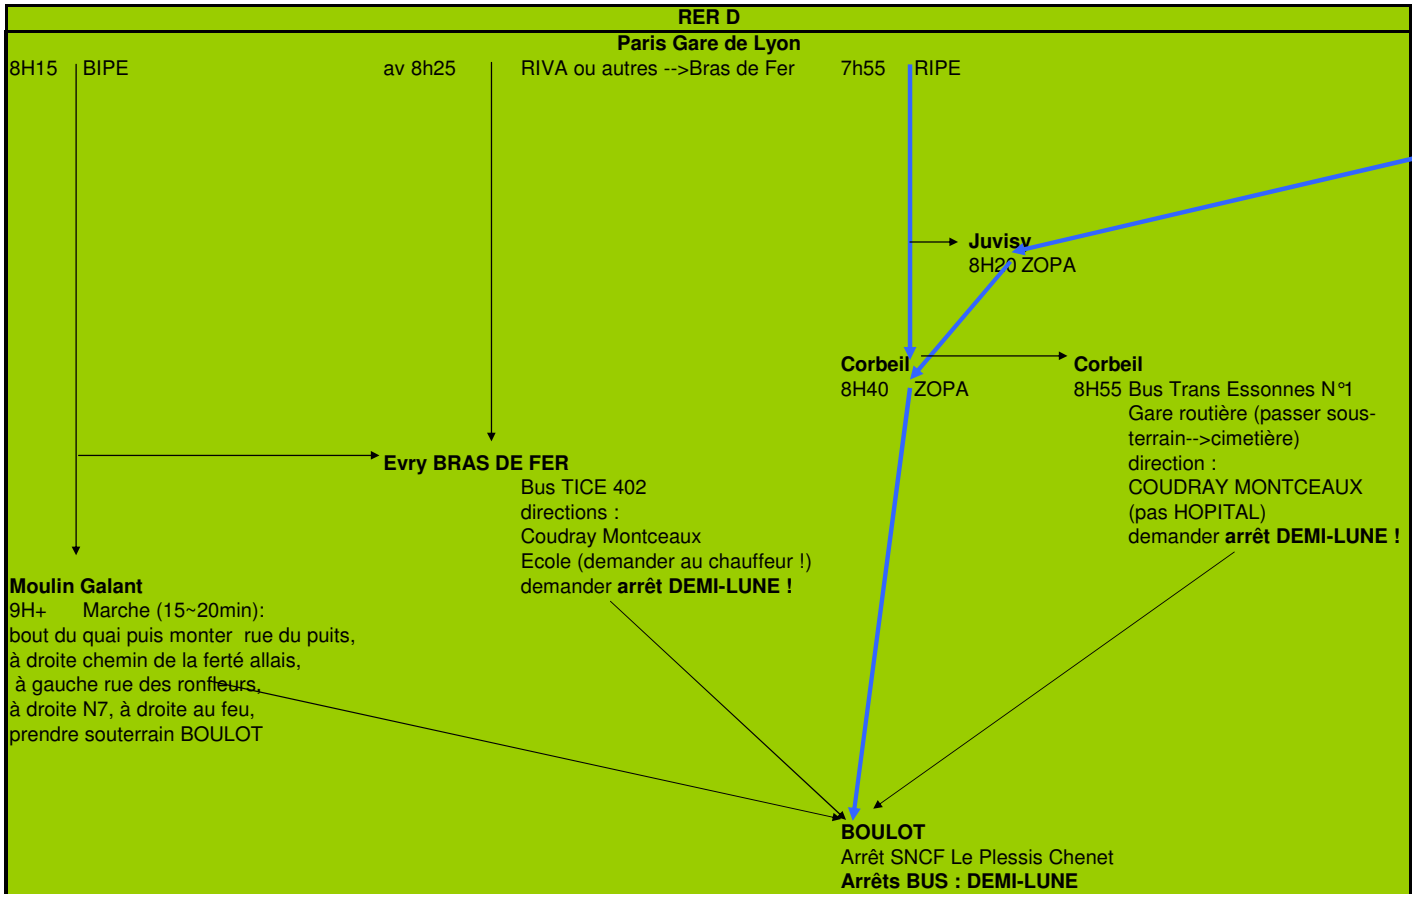 RER D
Paris Gare de Lyon
8H15 BIPE
av 8h25 RIVA ou autres -->Bras de Fer
7h55 RIPE
Juvisy
8H20 ZOPA
Corbeil
8H40 ZOPA
Corbeil
8H55 Bus Trans Essonnes N°1
Gare routière (passer sous-
terrain-->cimetière)
direction :
COUDRAY MONTCEAUX
(pas HOPITAL)
demander arrêt DEMI-LUNE !
Evry BRAS DE FER
Bus TICE 402
directions :
Coudray Montceaux
Ecole (demander au chauffeur !)
demander arrêt DEMI-LUNE !
Moulin Galant
9H+ Marche (15~20min):
bout du quai puis monter rue du puits,
à droite chemin de la ferté allais,
à gauche rue des ronfleurs,
à droite N7, à droite au feu,
prendre souterrain BOULOT
BOULOT
Arrêt SNCF Le Plessis Chenet
Arrêts BUS : DEMI-LUNE